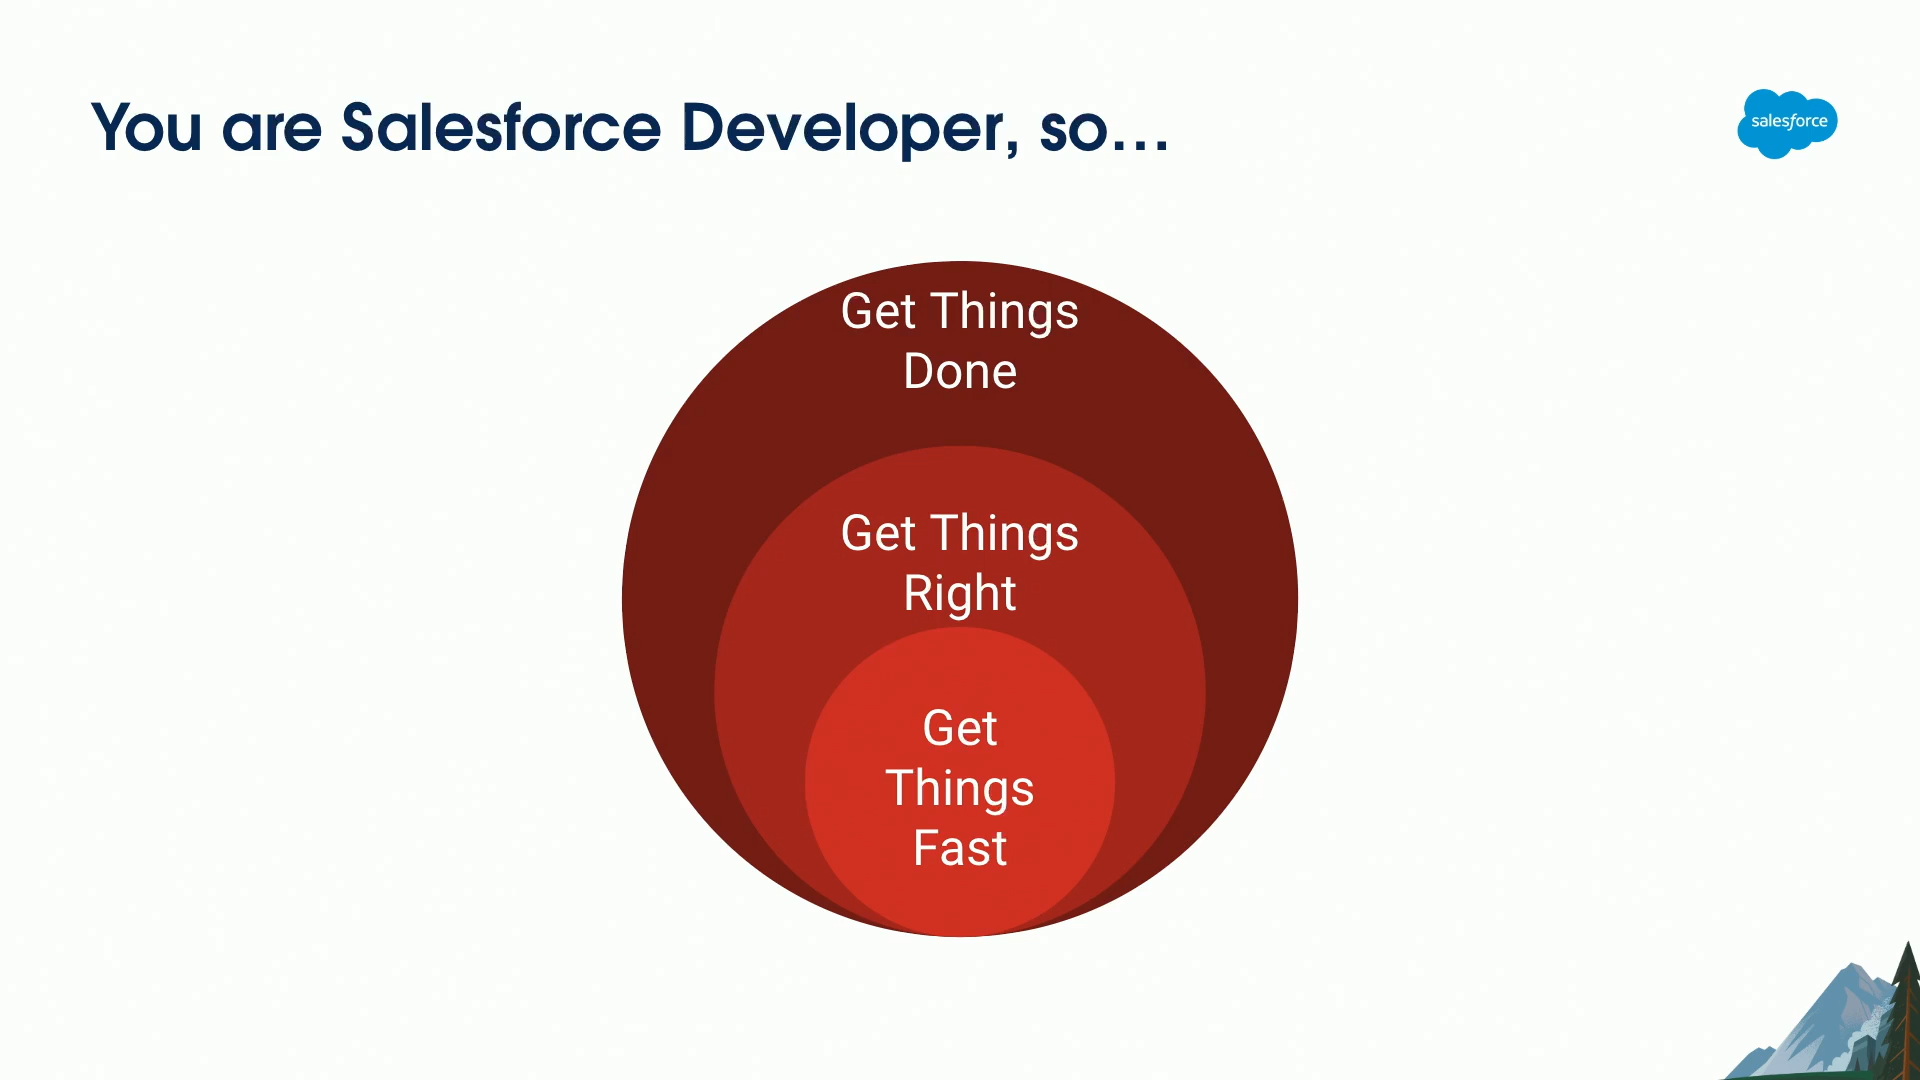 You are Salesforce Developer, so...
salesforce
Get Things
Done
Get Things
Right
Get
Things
Fast